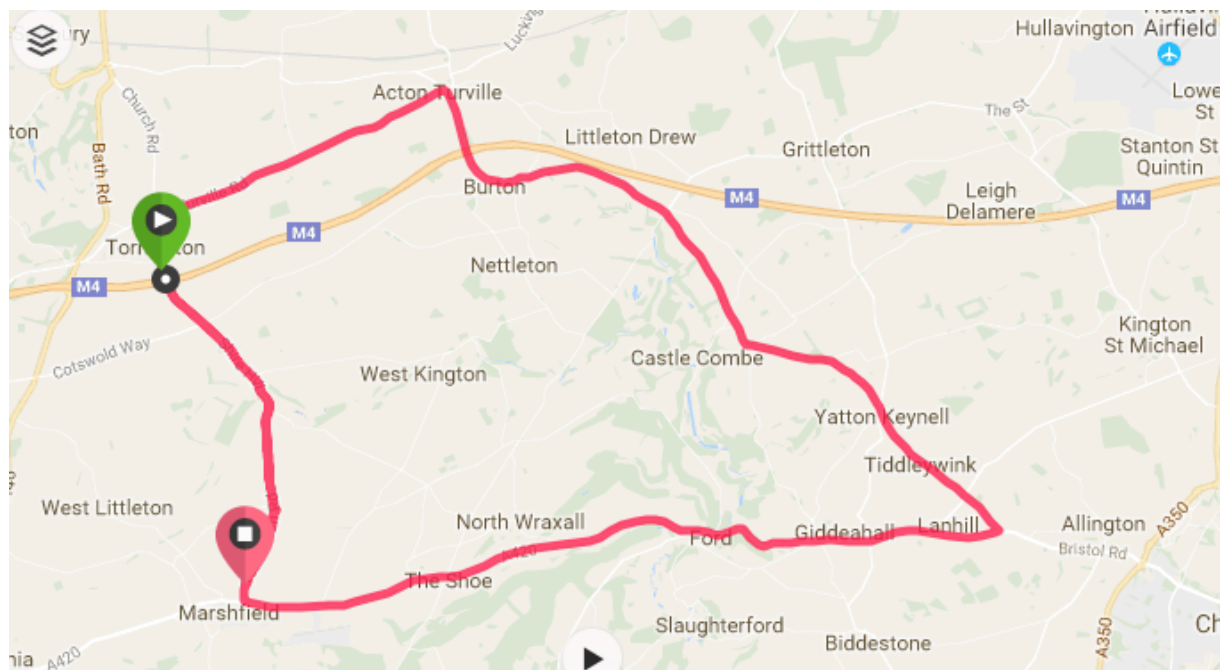 Hullavington
Airfield
Lucking
Acton Turville
Lowe
St
The St
Church Rd
Littleton Drew
Grittleton
Stanton St
Quintin
Bath Rd
Burton
M4
M4
Leigh
Delamere
M4
M4
Nettleton
Cotswold Way
Castle Combe
Kington
St Michael
West Kington
Yatton Keynell
Tiddleywink
West Littleton
North Wraxall
A420
Ford
Giddeahall
Lanhill
Allington
Bristol Rd
A350
The Shoe
Marshfield
Slaughterford
Biddestone
A350
A420